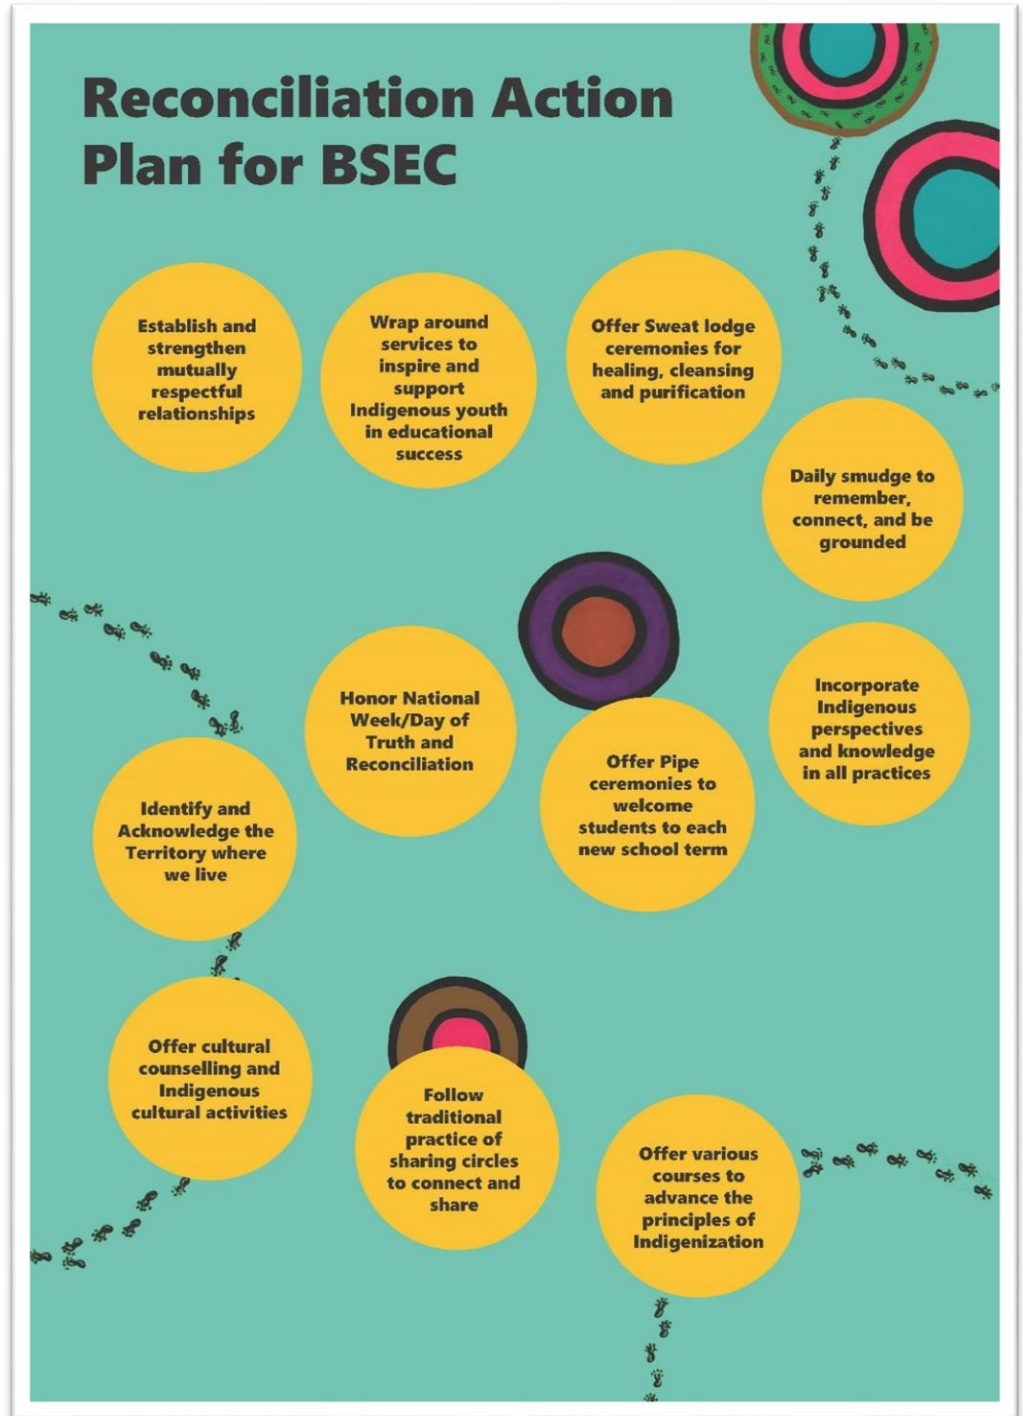 Reconciliation Action
Plan for BSEC
Establish and
strengthen
mutually
respectful
relationships
Wrap around
services to
inspire and
support
Indigenous youth
in educational
success
Offer Sweat lodge
ceremonies for
healing, cleansing
and purification
Daily smudge to
remember,
connect, and be
grounded
Honor National
Week/Day of
Truth and
Reconciliation
Offer Pipe
ceremonies to
welcome
students to each
new school term
Incorporate
Indigenous
perspectives
and knowledge
in all practices
Identify and
Acknowledge the
Territory where
we live
Offer cultural
counselling and
Indigenous
cultural activities
Follow
traditional
practice of
sharing circles
to connect and
share
Offer various
courses to
advance the
principles of
Indigenization